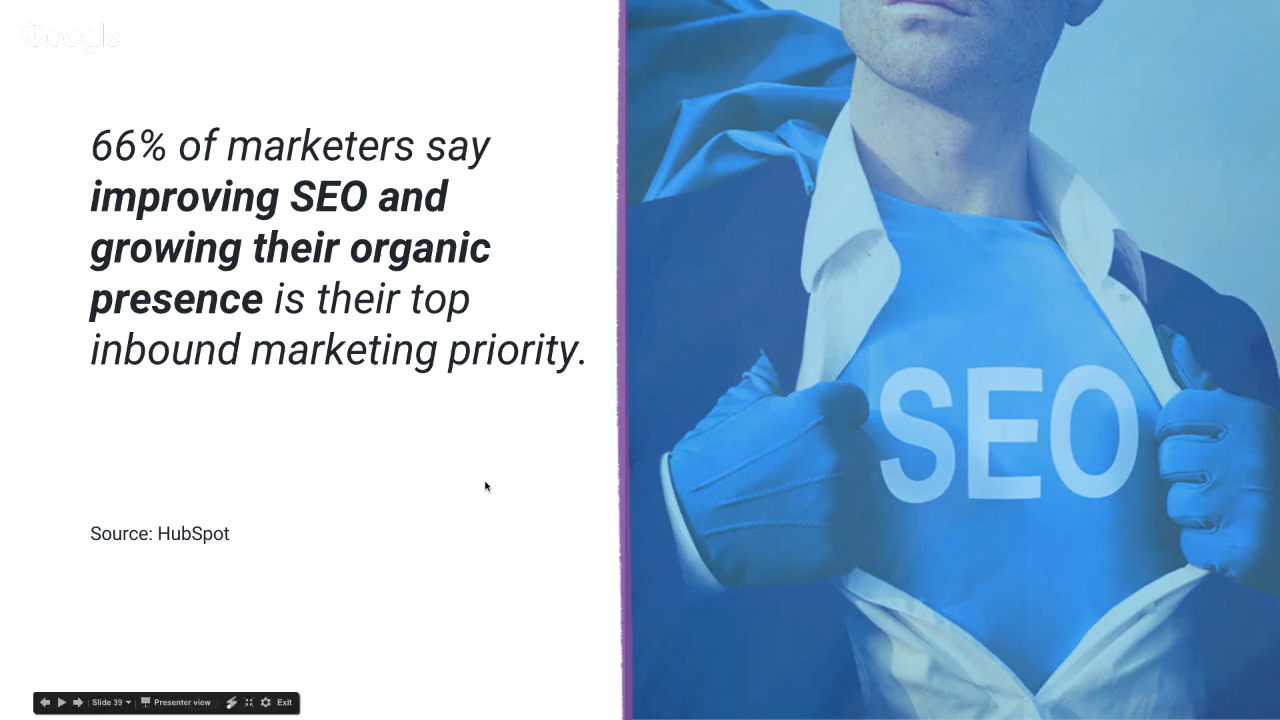 Google
66% of marketers say
improving SEO and
growing their organic
presence is their top
inbound marketing priority.
SEO
Source: HubSpot
Slide 39
Presenter view
Exit